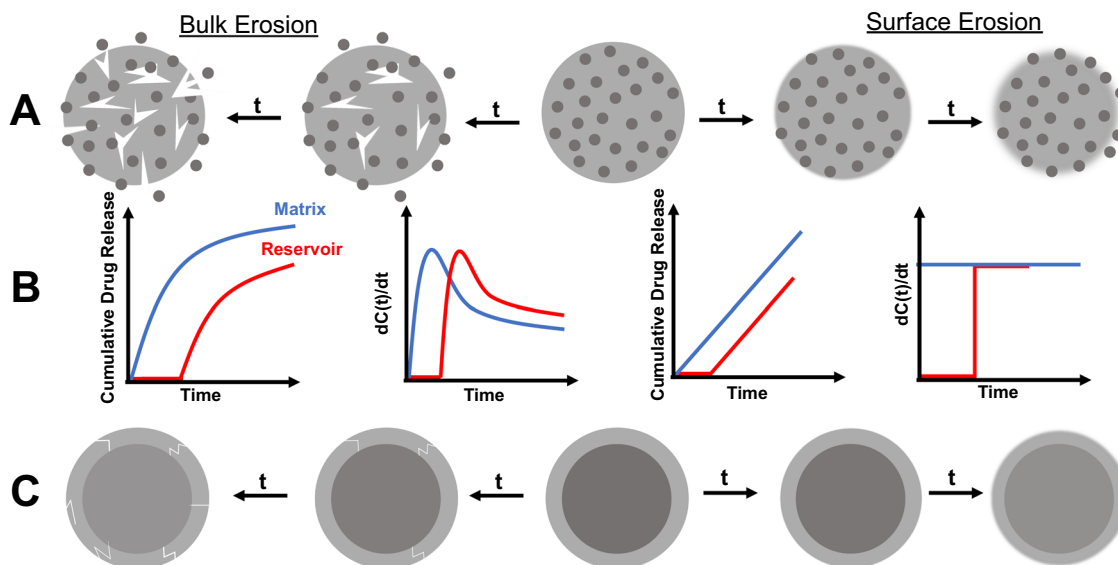 Bulk Erosion
Surface Erosion
A
t
t
t
t
B
Cumulative Drug Release
Matrix
Reservoir
Time
dC(t)/dt
Time
Cumulative Drug Release
Time
dC(t)/dt
Time
C
t
t
t
t